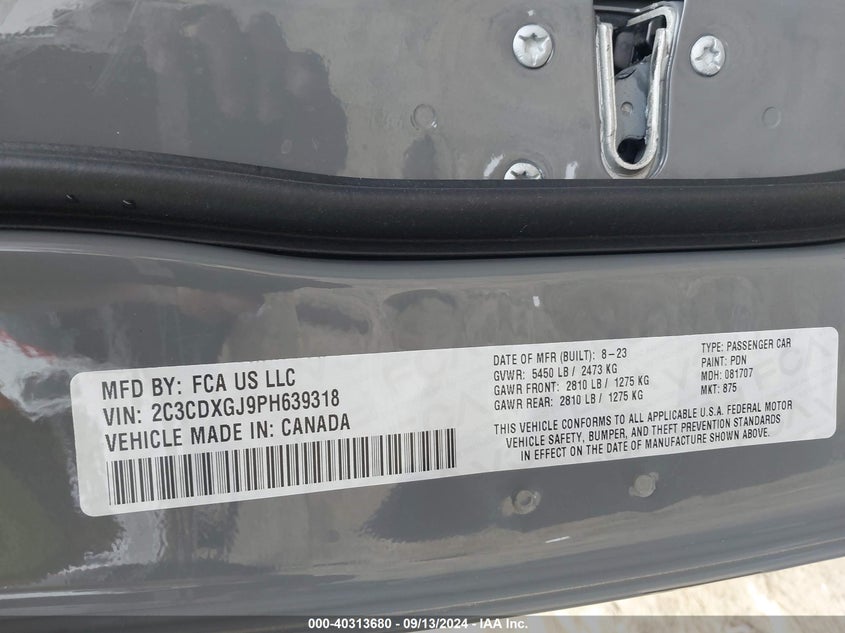 MFD BY: FCA US LLC
VIN: 2C3CDXGJ9PH639318
VEHICLE MADE IN: CANADA
DATE OF MFR (BUILT): 8-23
GVWR: 5450 LB / 2473 KG
GAWR FRONT: 2810 LB / 1275 KG
GAWR REAR: 2810 LB / 1275 KG
TYPE: PASSENGER CAR
PAINT: PDN
MDH: 081707
MKT: 875
THIS VEHICLE CONFORMS TO ALL APPLICABLE U.S.A. FEDERAL MOTOR
VEHICLE SAFETY, BUMPER, AND THEFT PREVENTION STANDARDS
IN EFFECT ON THE DATE OF MANUFACTURE SHOWN ABOVE.
000-40313680 - 09/13/2024 - IAA Inc.